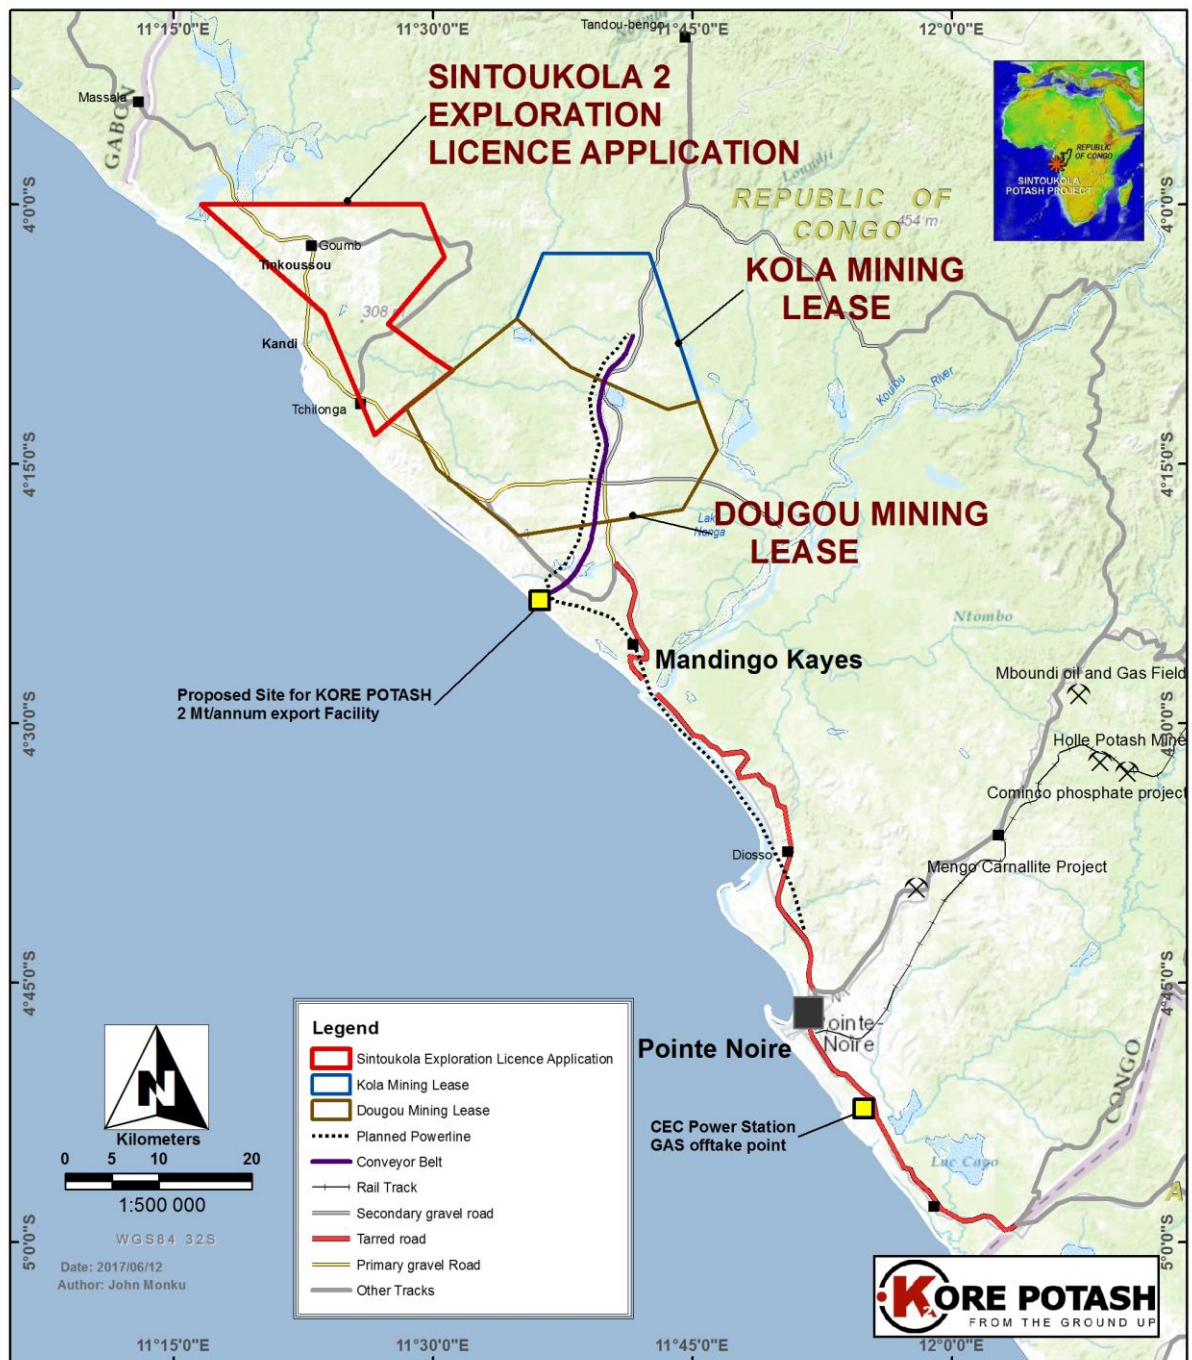 11°15'0"E
11°30'0"E
11°45'0"E
12°0'0"E
Tandou-bengo
Massala
GABON
SINTOUKOLA 2
EXPLORATION
LICENCE APPLICATION
REPUBLIC OF CONGO
SINTOUKOLA
POTASH PROJECT
Loundji
REPUBLIC OF
CONGO
454 m
4°0'0"S
4°0'0"S
Goumb
Tinkoussou
KOLA MINING
LEASE
308 m
Kandi
Kouibu River
Tchilonga
4°15'0"S
4°15'0"S
DOUGOU MINING
LEASE
Lake
Nanga
Ntombo
Mandingo Kayes
Proposed Site for KORE POTASH
2 Mt/annum export Facility
Mboundi oil and Gas Field
4°30'0"S
4°30'0"S
Holle Potash Mine
Cominco phosphate project
Diosso
Mengo Carnallite Project
4°45'0"S
4°45'0"S
Pointe Noire
Pointe-
Noire
CONGO
CEC Power Station
GAS offtake point
Luc Capo
A
Legend
Sintoukola Exploration Licence Application
Kola Mining Lease
Dougou Mining Lease
Planned Powerline
Conveyor Belt
Rail Track
Secondary gravel road
Tarred road
Primary gravel Road
Other Tracks
N
Kilometers
0 5 10 20
1:500 000
WGS84 32S
Date: 2017/06/12
Author: John Monku
5°0'0"S
5°0'0"S
K2ORE POTASH
FROM THE GROUND UP
11°15'0"E
11°30'0"E
11°45'0"E
12°0'0"E